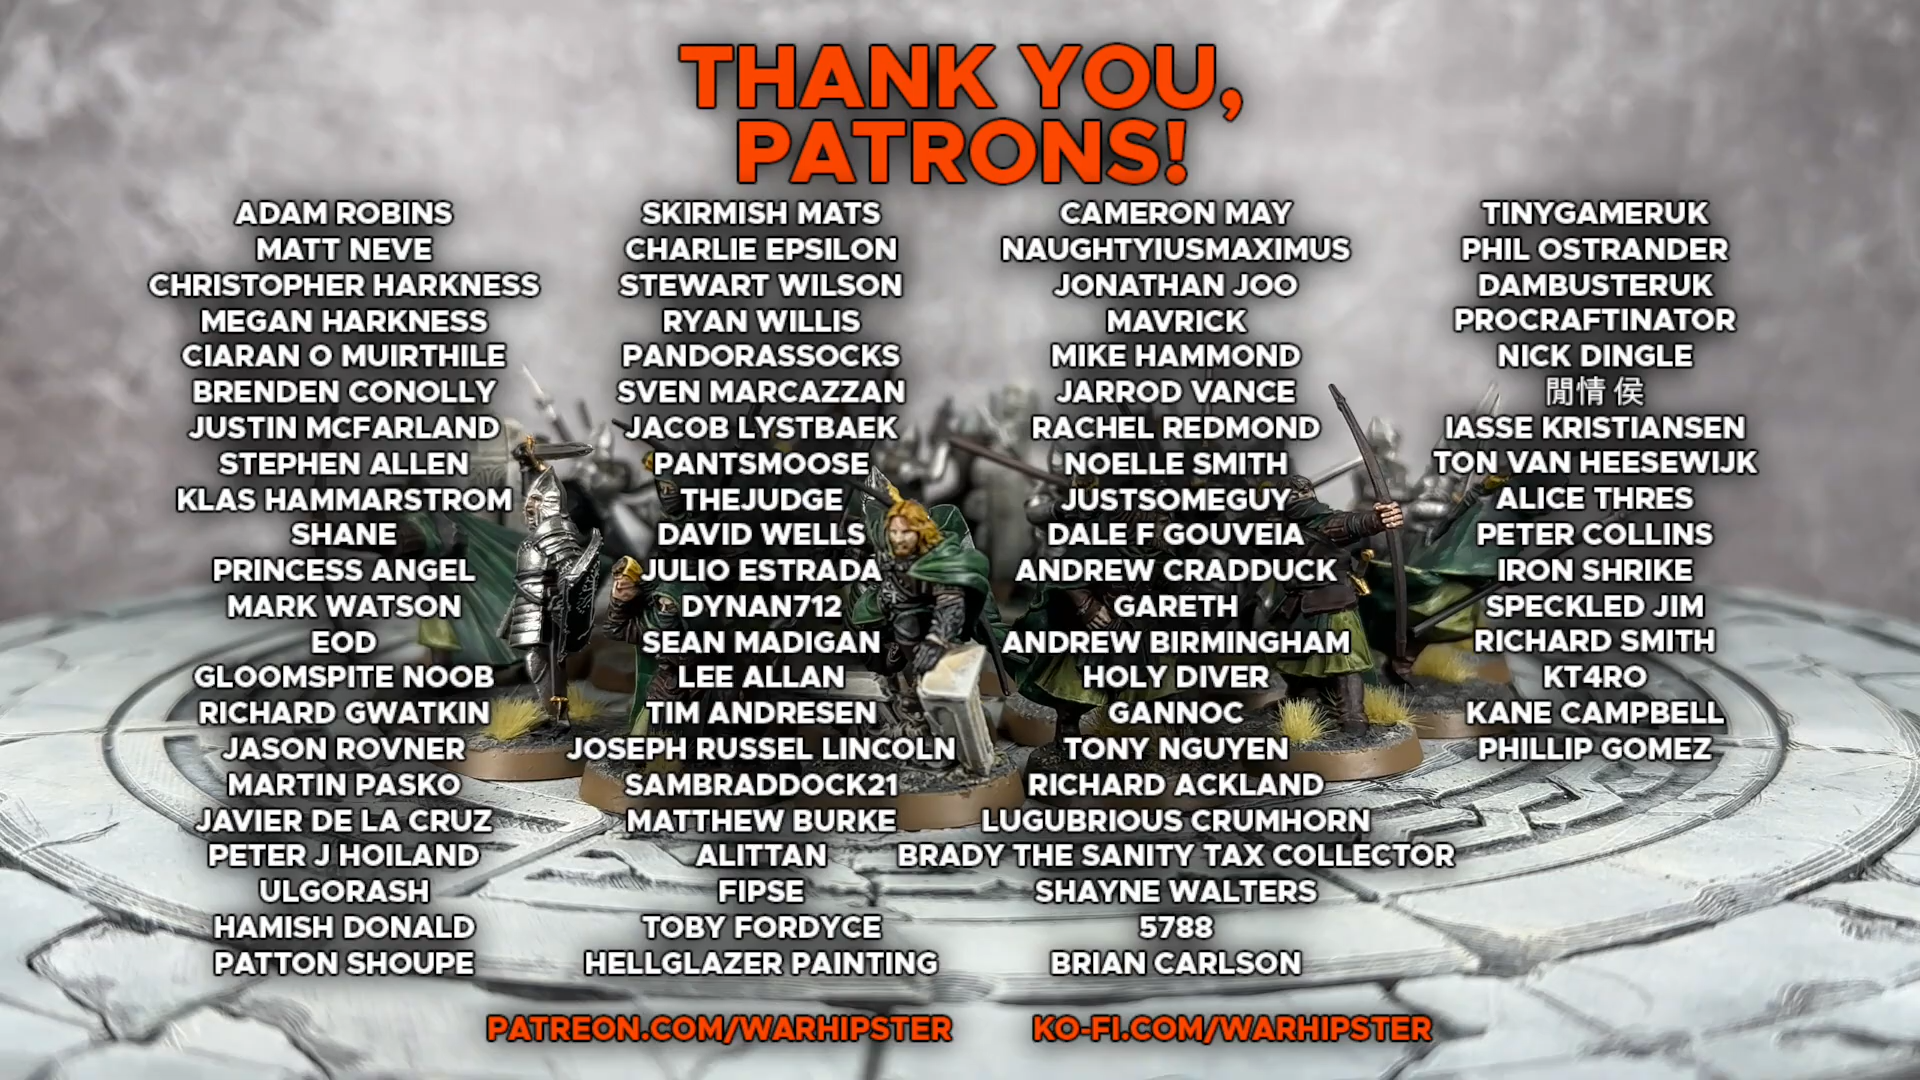 THANK YOU,
PATRONS!
ADAM ROBINS
MATT NEVE
CHRISTOPHER HARKNESS
MEGAN HARKNESS
CIARAN O MUIRTHILE
BRENDEN CONOLLY
JUSTIN MCFARLAND
STEPHEN ALLEN
KLAS HAMMARSTROM
SHANE
PRINCESS ANGEL
MARK WATSON
EOD
GLOOMSPITE NOOB
RICHARD GWATKIN
JASON ROVNER
MARTIN PASKO
JAVIER DE LA CRUZ
PETER J HOILAND
ULGORASH
HAMISH DONALD
PATTON SHOUPE
SKIRMISH MATS
CHARLIE EPSILON
STEWART WILSON
RYAN WILLIS
PANDORASSOCKS
SVEN MARCAZZAN
JACOB LYSTBAEK
PANTSMOOSE
THEJUDGE
DAVID WELLS
JULIO ESTRADA
DYNAN712
SEAN MADIGAN
LEE ALLAN
TIM ANDRESEN
JOSEPH RUSSEL LINCOLN
SAMBRADDOCK21
MATTHEW BURKE
ALITTAN
FIPSE
TOBY FORDYCE
HELLGLAZER PAINTING
CAMERON MAY
NAUGHTYIUSMAXIMUS
JONATHAN JOO
MAVRICK
MIKE HAMMOND
JARROD VANCE
RACHEL REDMOND
NOELLE SMITH
JUSTSOMEGUY
DALE F GOUVEIA
ANDREW CRADDUCK
GARETH
ANDREW BIRMINGHAM
HOLY DIVER
GANNOC
TONY NGUYEN
RICHARD ACKLAND
LUGUBRIOUS CRUMHORN
BRADY THE SANITY TAX COLLECTOR
SHAYNE WALTERS
5788
BRIAN CARLSON
TINYGAMERUK
PHIL OSTRANDER
DAMBUSTERUK
PROCRAFTINATOR
NICK DINGLE
閒情 侯
IASSE KRISTIANSEN
TON VAN HEESEWIJK
ALICE THRES
PETER COLLINS
IRON SHRIKE
SPECKLED JIM
RICHARD SMITH
KT4RO
KANE CAMPBELL
PHILLIP GOMEZ
PATREON.COM/WARHIPSTER
KO-FI.COM/WARHIPSTER